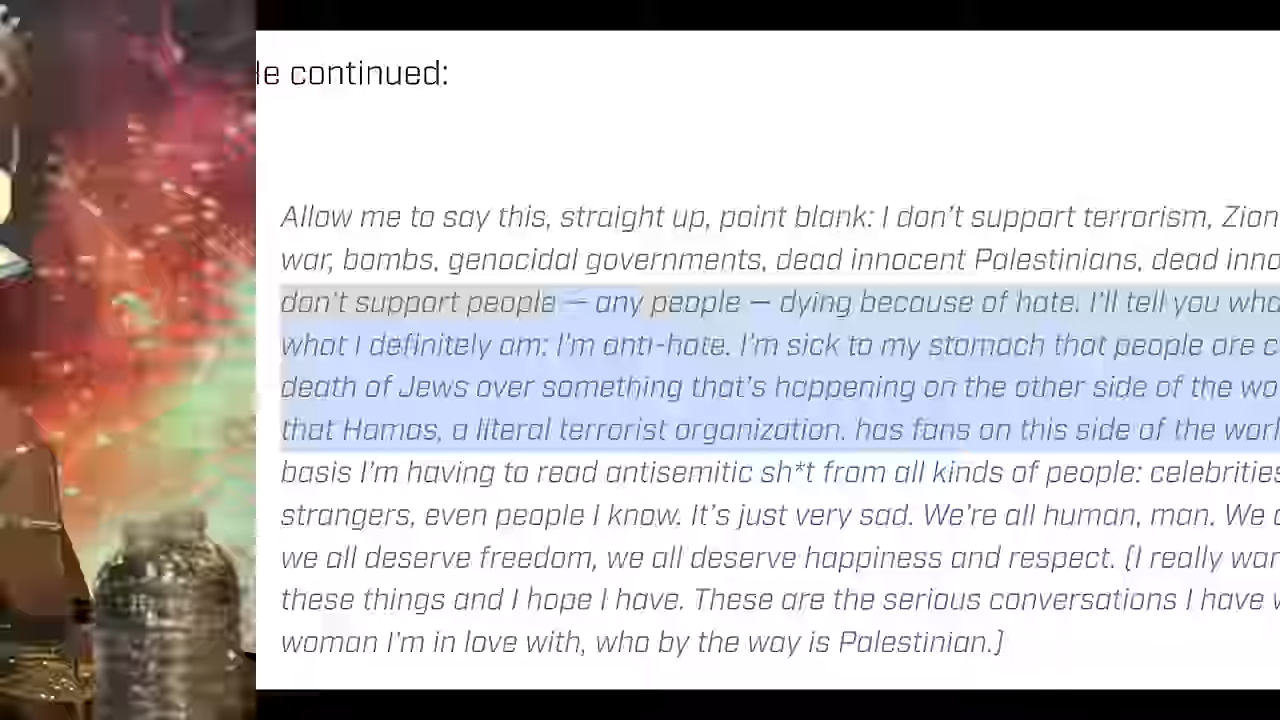 He continued:
Allow me to say this, straight up, point blank: I don't support terrorism, Zion
war, bombs, genocidal governments, dead innocent Palestinians, dead inno
don't support people — any people — dying because of hate. I'll tell you wha
what I definitely am: I'm anti-hate. I'm sick to my stomach that people are c
death of Jews over something that's happening on the other side of the wo
that Hamas, a literal terrorist organization. has fans on this side of the worl
basis I'm having to read antisemitic sh*t from all kinds of people: celebrities
strangers, even people I know. It's just very sad. We're all human, man. We a
we all deserve freedom, we all deserve happiness and respect. (I really wan
these things and I hope I have. These are the serious conversations I have w
woman I'm in love with, who by the way is Palestinian.)